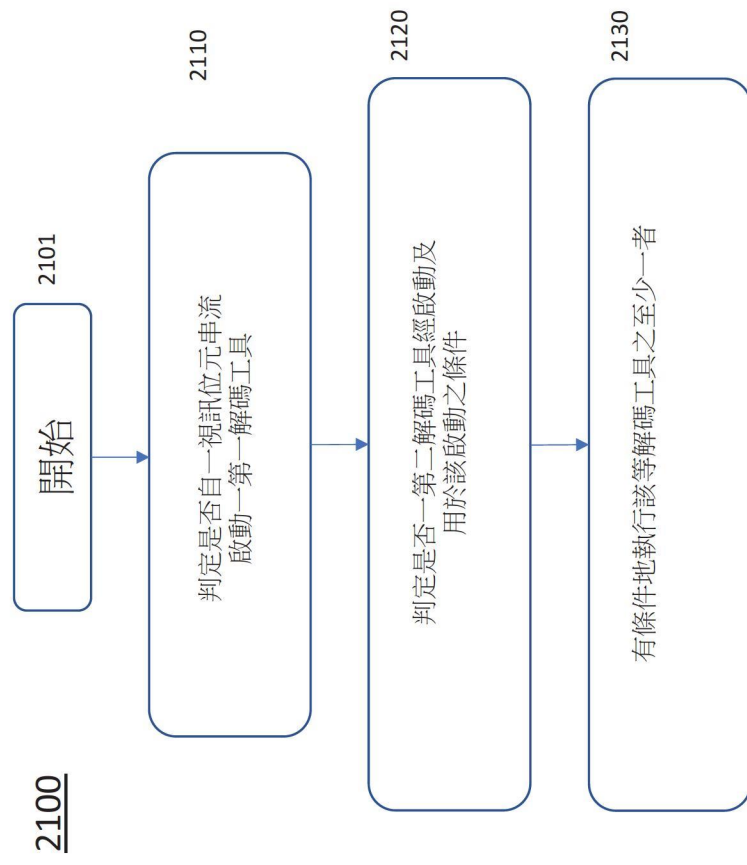 2100
開始
2101
判定是否自一視訊位元串流
啟動一第一解碼工具
2110
判定是否一第二解碼工具經啟動及
用於該啟動之條件
2120
有條件地執行該等解碼工具之至少一者
2130